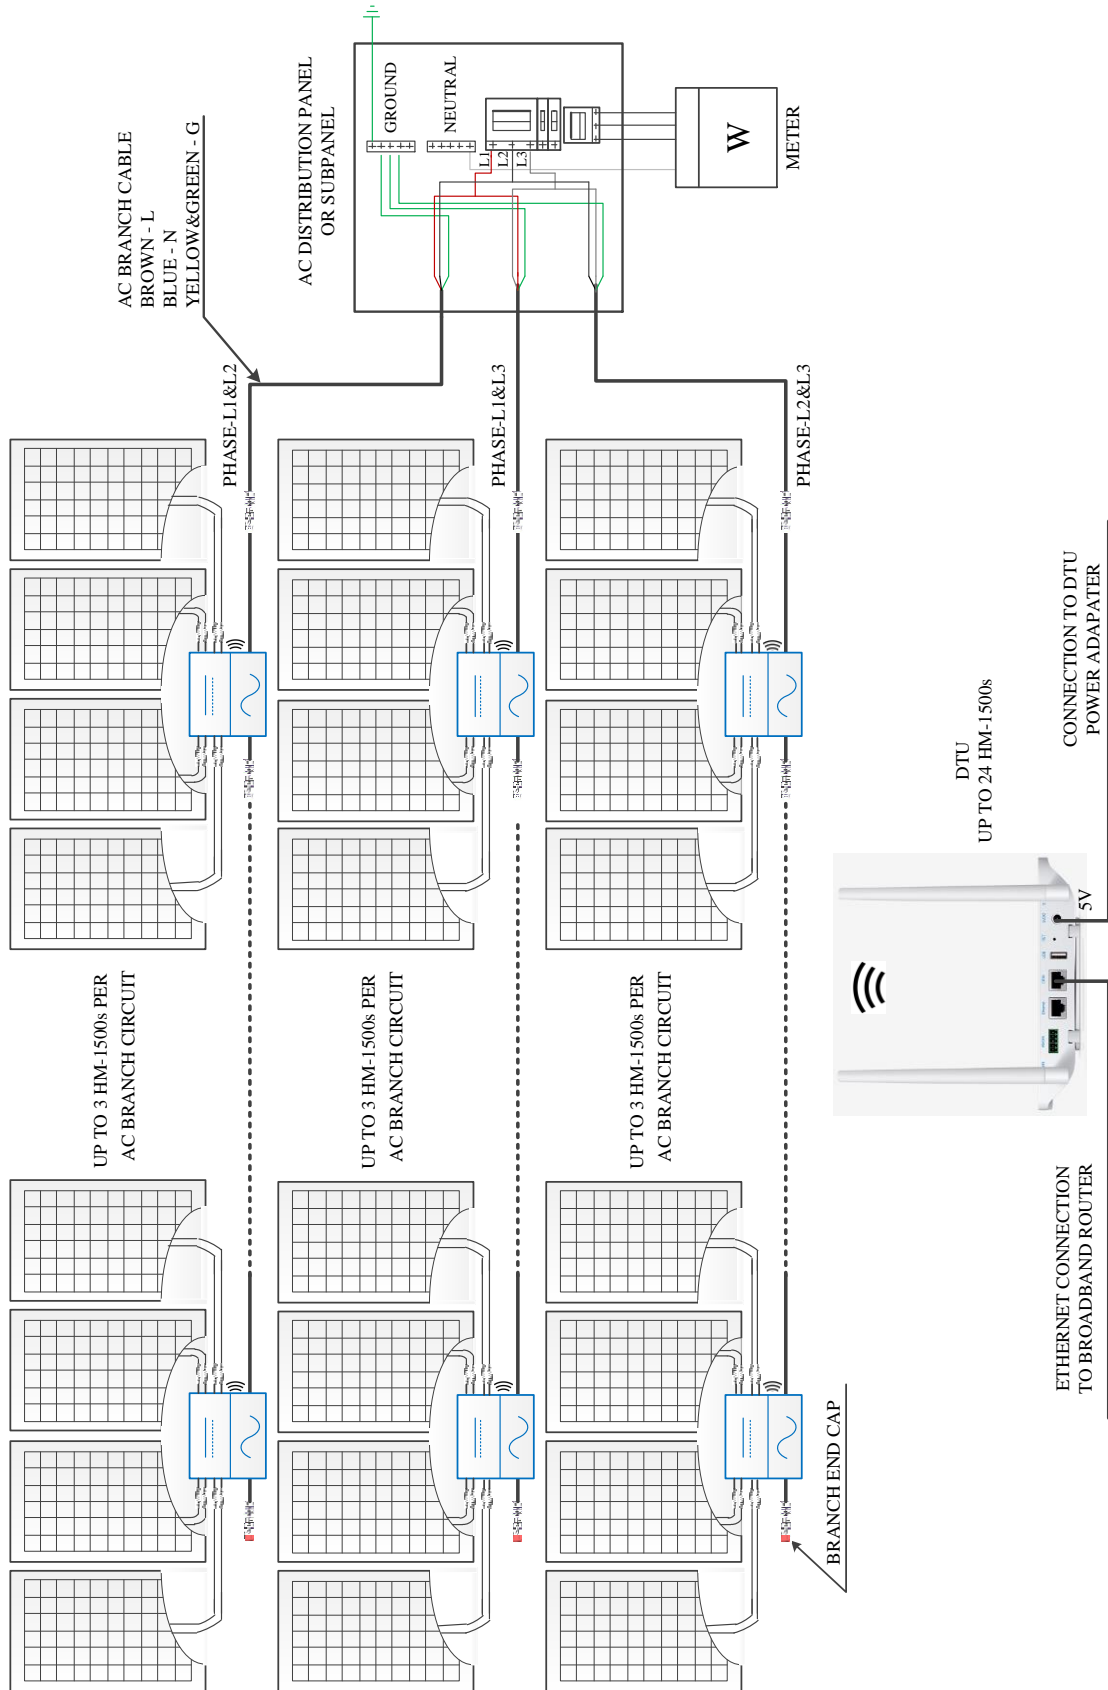 AC BRANCH CABLE
BROWN - L
BLUE - N
YELLOW&GREEN - G
AC DISTRIBUTION PANEL
OR SUBPANEL
GROUND
NEUTRAL
L1
L2
L3
W
METER
PHASE-L1&L2
PHASE-L1&L3
PHASE-L2&L3
UP TO 3 HM-1500s PER
AC BRANCH CIRCUIT
UP TO 3 HM-1500s PER
AC BRANCH CIRCUIT
UP TO 3 HM-1500s PER
AC BRANCH CIRCUIT
BRANCH END CAP
DTU
UP TO 24 HM-1500s
5V
CONNECTION TO DTU
POWER ADAPATER
ETHERNET CONNECTION
TO BROADBAND ROUTER